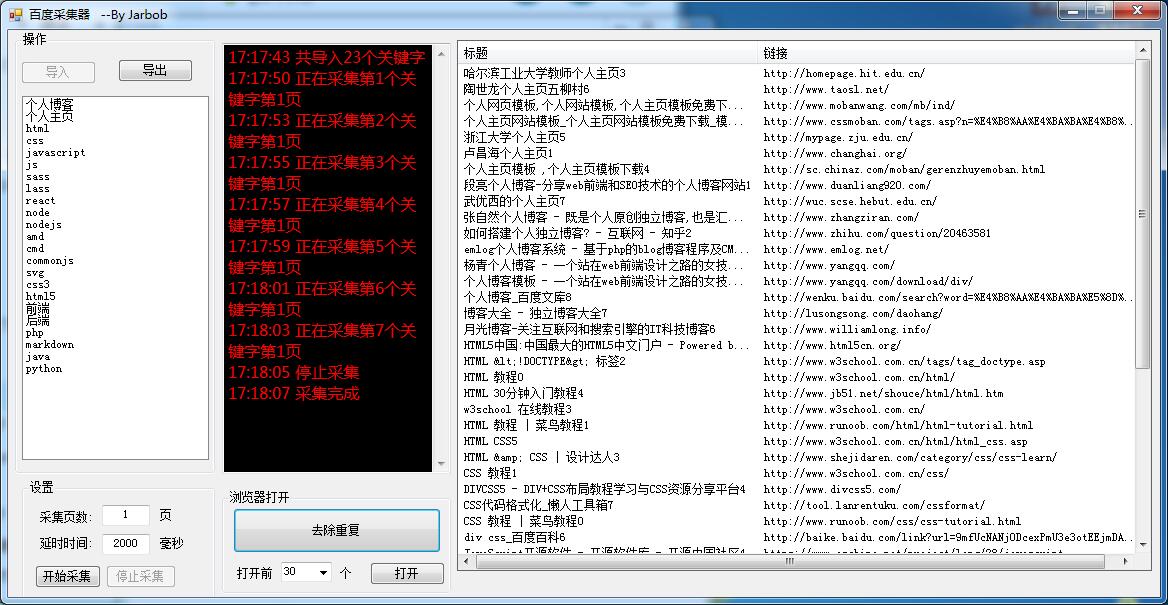 百度采集器 --By Jarbob
操作
导入
导出
个人博客
个人主页
html
css
javascript
js
sass
lass
react
node
nodejs
amd
cmd
commonjs
svg
css3
html5
前端
后端
php
markdown
java
python
设置
采集页数: 1 页
延时时间: 2000 毫秒
开始采集
停止采集
17:17:43 共导入23个关键字
17:17:50 正在采集第1个关
键字第1页
17:17:53 正在采集第2个关
键字第1页
17:17:55 正在采集第3个关
键字第1页
17:17:57 正在采集第4个关
键字第1页
17:17:59 正在采集第5个关
键字第1页
17:18:01 正在采集第6个关
键字第1页
17:18:03 正在采集第7个关
键字第1页
17:18:05 停止采集
17:18:07 采集完成
浏览器打开
去除重复
打开前 30 个 打开
标题 链接
哈尔滨工业大学教师个人主页3 http://homepage.hit.edu.cn/
陶世龙个人主页五柳村6 http://www.taosl.net/
个人网页模板,个人网站模板,个人主页模板免费下... http://www.mobanwang.com/mb/ind/
个人主页网站模板_个人主页网站模板免费下载_模... http://www.cssmoban.com/tags.asp?n=%E4%B8%AA%E4%BA%BA%E4%B8%...
浙江大学个人主页5 http://mypage.zju.edu.cn/
卢昌海个人主页1 http://www.changhai.org/
个人主页模板 ,个人主页模板下载4 http://sc.chinaz.com/moban/gerenzhuyemoban.html
段亮个人博客-分享web前端和SEO技术的个人博客网站1 http://www.duanliang920.com/
武优西的个人主页7 http://wuc.scse.hebut.edu.cn/
张自然个人博客 - 既是个人原创独立博客,也是汇... http://www.zhangziran.com/
如何搭建个人独立博客? - 互联网 - 知乎2 http://www.zhihu.com/question/20463581
emlog个人博客系统 - 基于php的blog博客程序及CM... http://www.emlog.net/
杨青个人博客 - 一个站在web前端设计之路的女技... http://www.yangqq.com/
个人博客模板 - 一个站在web前端设计之路的女技... http://www.yangqq.com/download/div/
个人博客_百度文库8 http://wenku.baidu.com/search?word=%E4%B8%AA%E4%BA%BA%E5%8D%...
博客大全 - 独立博客大全7 http://lusongsong.com/daohang/
月光博客-关注互联网和搜索引擎的IT科技博客6 http://www.williamlong.info/
HTML5中国:中国最大的HTML5中文门户 - Powered b... http://www.html5cn.org/
HTML &lt;!DOCTYPE&gt; 标签2 http://www.w3school.com.cn/tags/tag_doctype.asp
HTML 教程0 http://www.w3school.com.cn/html/
HTML 30分钟入门教程4 http://www.jb51.net/shouce/html/html.htm
w3school 在线教程3 http://www.w3school.com.cn/
HTML 教程 | 菜鸟教程1 http://www.runoob.com/html/html-tutorial.html
HTML CSS5 http://www.w3school.com.cn/html/html_css.asp
HTML &amp; CSS | 设计达人3 http://www.shejidaren.com/category/css/css-learn/
CSS 教程1 http://www.w3school.com.cn/css/
DIVCSS5 - DIV+CSS布局教程学习与CSS资源分享平台4 http://www.divcss5.com/
CSS代码格式化_懒人工具箱7 http://tool.lanrentuku.com/cssformat/
CSS 教程 | 菜鸟教程0 http://www.runoob.com/css/css-tutorial.html
div css_百度百科6 http://baike.baidu.com/link?url=9mfUcNANjODcexPmU3e3otEEjmDA...